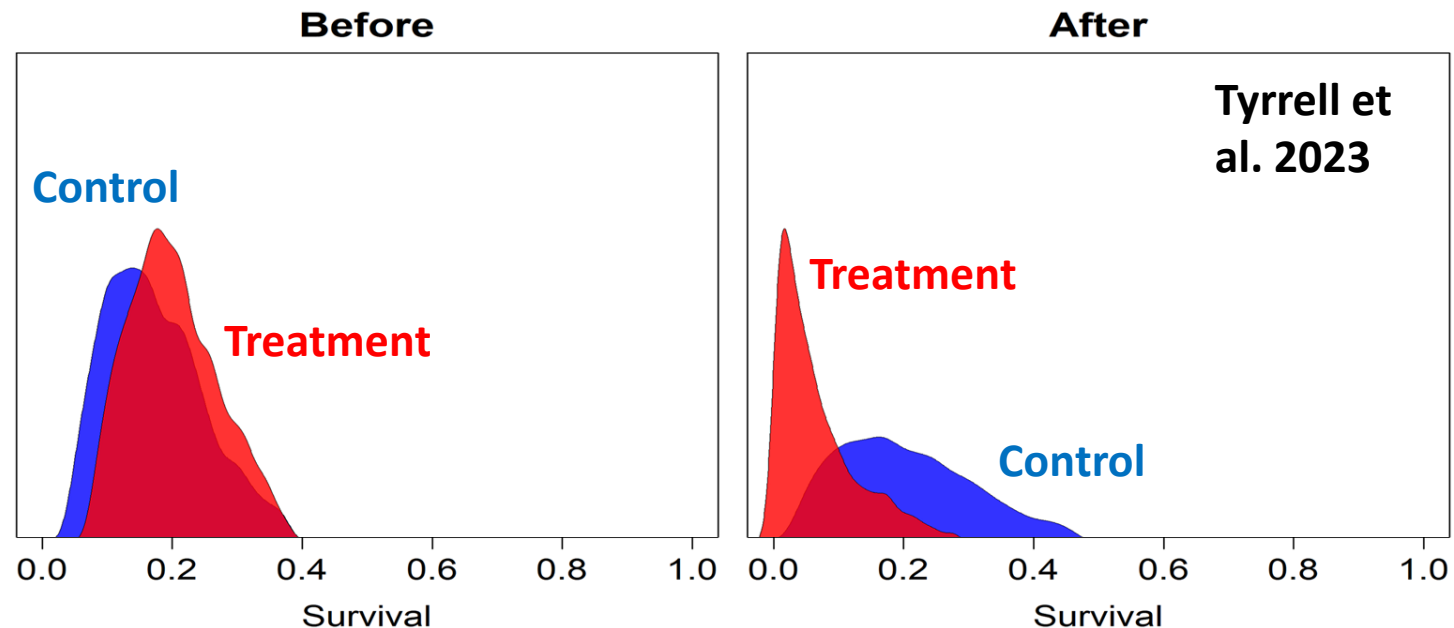 Before
Control
Treatment
0.0 0.2 0.4 0.6 0.8 1.0
Survival
After
Tyrrell et
al. 2023
Treatment
Control
0.0 0.2 0.4 0.6 0.8 1.0
Survival